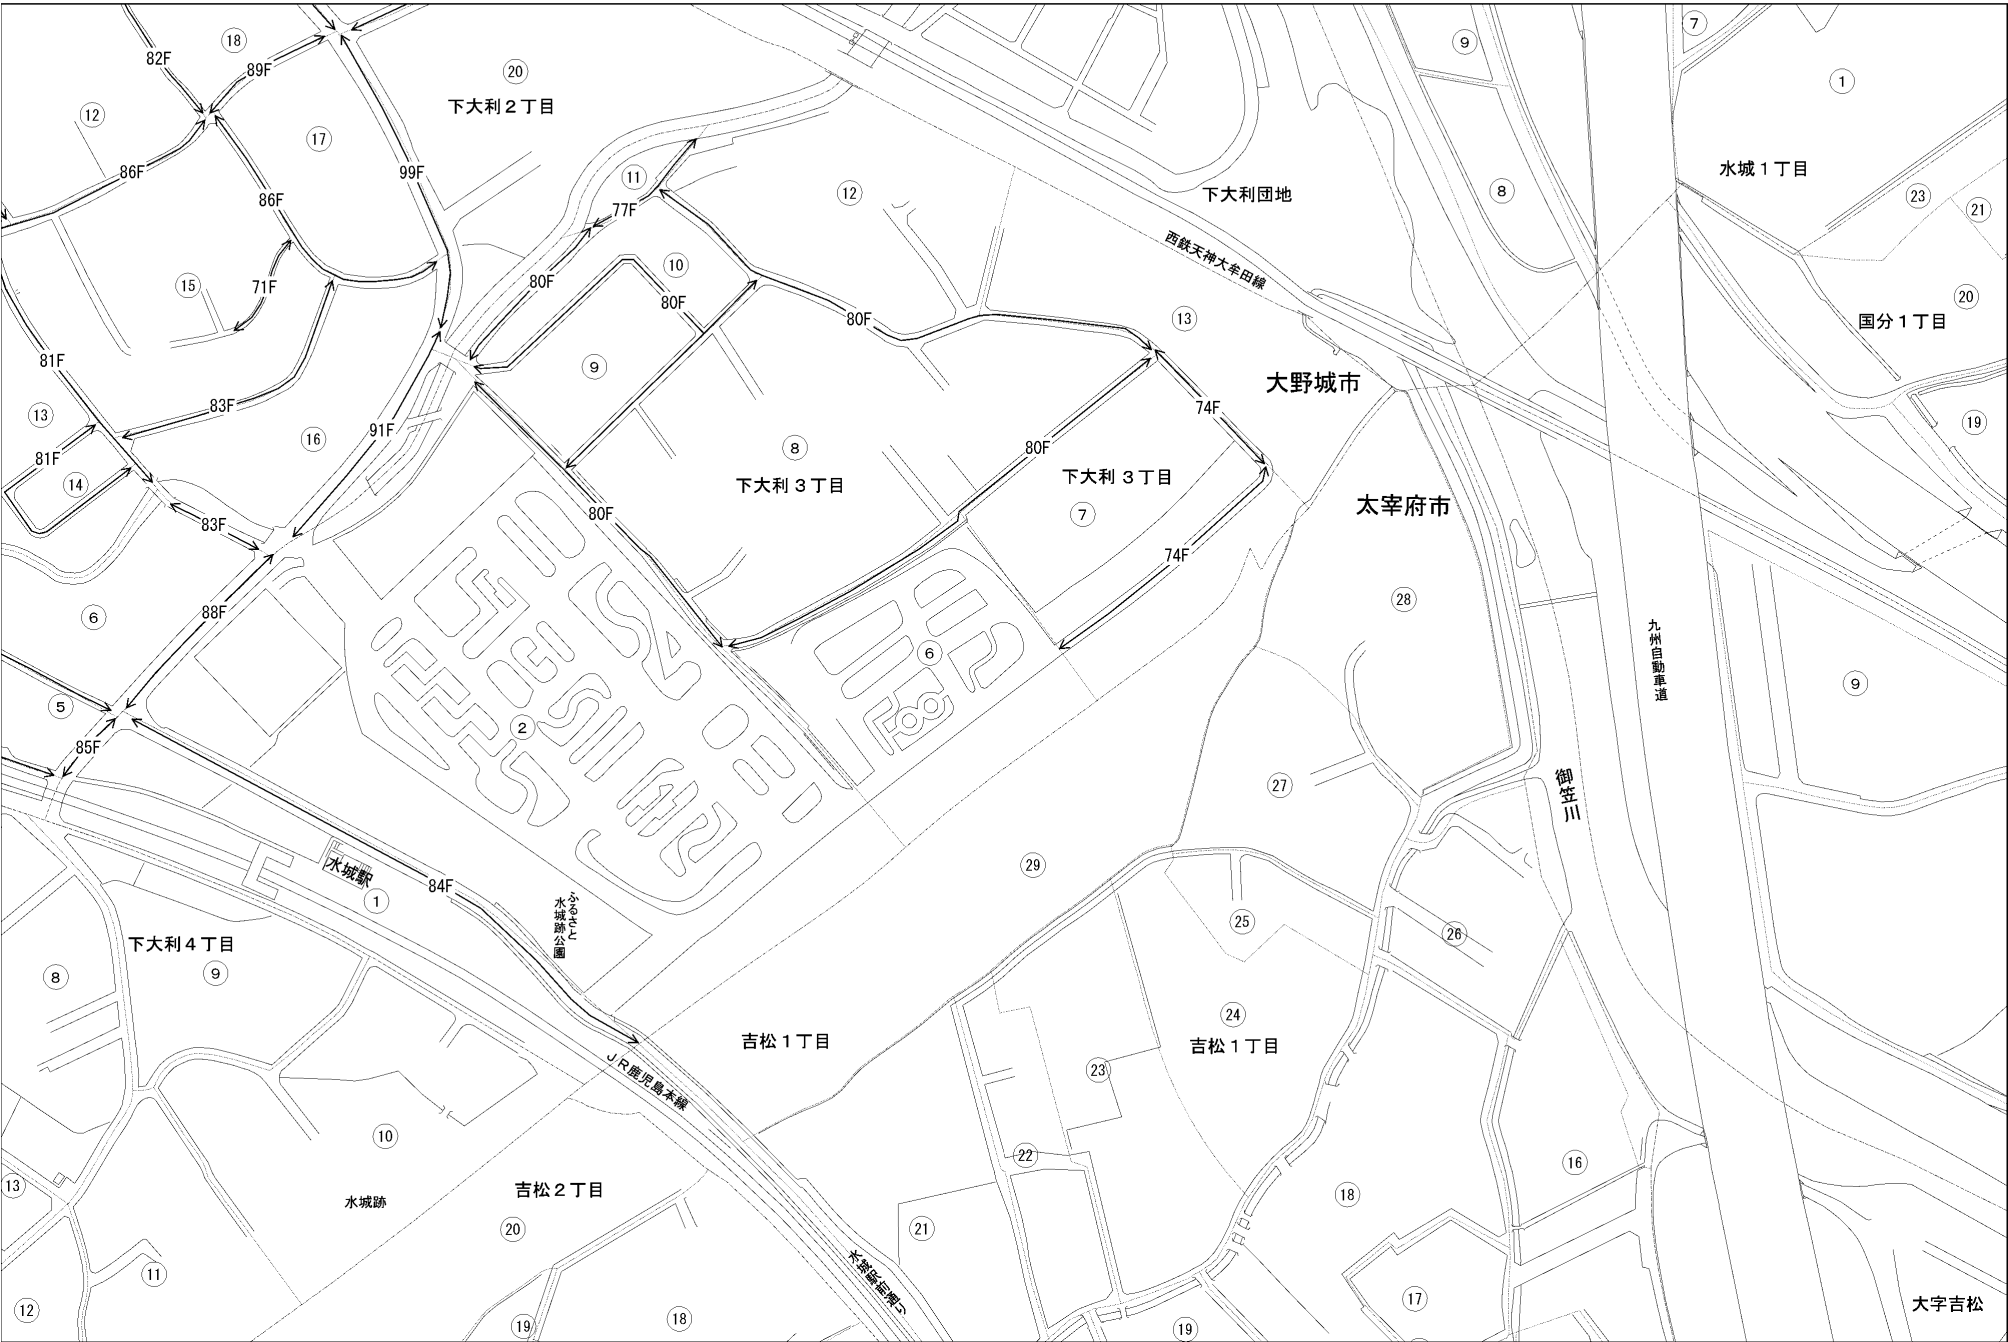 18
82F
89F
20
下大利2丁目
12
17
86F
99F
86F
11
77F
12
15
71F
80F
10
80F
80F
81F
83F
13
16
91F
81F
14
83F
9
8
下大利3丁目
80F
80F
74F
下大利3丁目
7
74F
13
下大利団地
西鉄天神大牟田線
大野城市
太宰府市
9
8
7
1
水城1丁目
23
21
20
国分1丁目
19
6
88F
5
85F
2
6
28
九州自動車道
9
御笠川
27
水城駅
1
84F
ふるさと
水城跡公園
29
25
26
下大利4丁目
8
9
吉松1丁目
24
吉松1丁目
23
JR鹿児島本線
10
22
16
18
13
水城跡
吉松2丁目
20
21
水城駅前通り
11
12
19
18
19
17
大字吉松